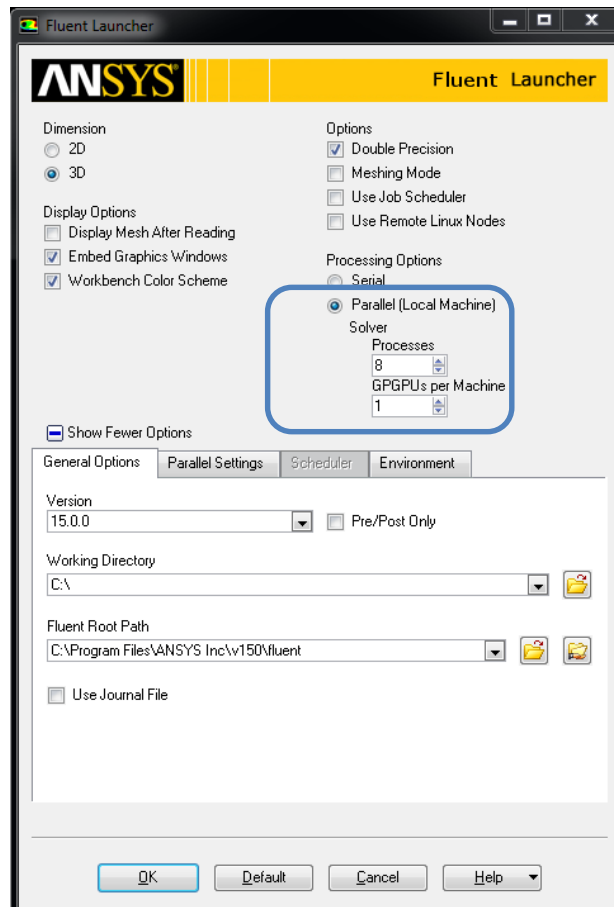 Fluent Launcher
ANSYS
Fluent Launcher
Dimension
2D
3D
Display Options
Display Mesh After Reading
Embed Graphics Windows
Workbench Color Scheme
Options
Double Precision
Meshing Mode
Use Job Scheduler
Use Remote Linux Nodes
Processing Options
Serial
Parallel (Local Machine)
Solver
Processes
8
GPGPUs per Machine
1
Show Fewer Options
General Options Parallel Settings Scheduler Environment
Version
15.0.0 Pre/Post Only
Working Directory
C:\
Fluent Root Path
C:\Program Files\ANSYS Inc\v150\fluent
Use Journal File
OK Default Cancel Help